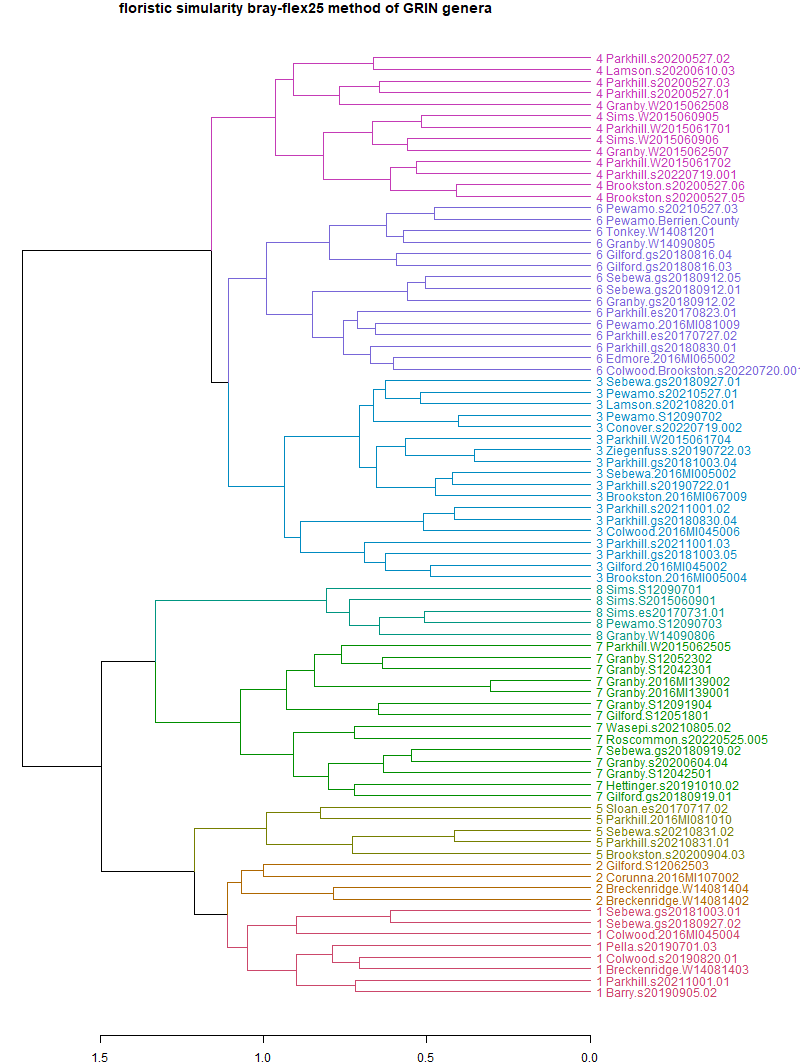 floristic simularity bray-flex25 method of GRIN genera
4 Parkhill.s20200527.02
4 Lamson.s20200610.03
4 Parkhill.s20200527.03
4 Parkhill.s20200527.01
4 Granby.W2015062508
4 Sims.W2015060905
4 Parkhill.W2015061701
4 Sims.W2015060906
4 Granby.W2015062507
4 Parkhill.W2015061702
4 Parkhill.s20220719.001
4 Brookston.s20200527.06
4 Brookston.s20200527.05
6 Pewamo.s20210527.03
6 Pewamo.Berrien.County
6 Tonkey.W14081201
6 Granby.W14090805
6 Gilford.gs20180816.04
6 Gilford.gs20180816.03
6 Sebewa.gs20180912.05
6 Sebewa.gs20180912.01
6 Granby.gs20180912.02
6 Parkhill.es20170823.01
6 Pewamo.2016MI081009
6 Parkhill.es20170727.02
6 Parkhill.gs20180830.01
6 Edmore.2016MI065002
6 Colwood.Brookston.s20220720.001
3 Sebewa.gs20180927.01
3 Pewamo.s20210527.01
3 Lamson.s20210820.01
3 Pewamo.S12090702
3 Conover.s20220719.002
3 Parkhill.W2015061704
3 Ziegenfuss.s20190722.03
3 Parkhill.gs20181003.04
3 Sebewa.2016MI005002
3 Parkhill.s20190722.01
3 Brookston.2016MI067009
3 Parkhill.s20211001.02
3 Parkhill.gs20180830.04
3 Colwood.2016MI045006
3 Parkhill.s20211001.03
3 Parkhill.gs20181003.05
3 Gilford.2016MI045002
3 Brookston.2016MI005004
8 Sims.S12090701
8 Sims.S2015060901
8 Sims.es20170731.01
8 Pewamo.S12090703
8 Granby.W14090806
7 Parkhill.W2015062505
7 Granby.S12052302
7 Granby.S12042301
7 Granby.2016MI139002
7 Granby.2016MI139001
7 Granby.S12091904
7 Gilford.S12051801
7 Wasepi.s20210805.02
7 Roscommon.s20220525.005
7 Sebewa.gs20180919.02
7 Granby.s20200604.04
7 Granby.S12042501
7 Hettinger.s20191010.02
7 Gilford.gs20180919.01
5 Sloan.es20170717.02
5 Parkhill.2016MI081010
5 Sebewa.s20210831.02
5 Parkhill.s20210831.01
5 Brookston.s20200904.03
2 Gilford.S12062503
2 Corunna.2016MI107002
2 Breckenridge.W14081404
2 Breckenridge.W14081402
1 Sebewa.gs20181003.01
1 Sebewa.gs20180927.02
1 Colwood.2016MI045004
1 Pella.s20190701.03
1 Colwood.s20190820.01
1 Breckenridge.W14081403
1 Parkhill.s20211001.01
1 Barry.s20190905.02
1.5 1.0 0.5 0.0